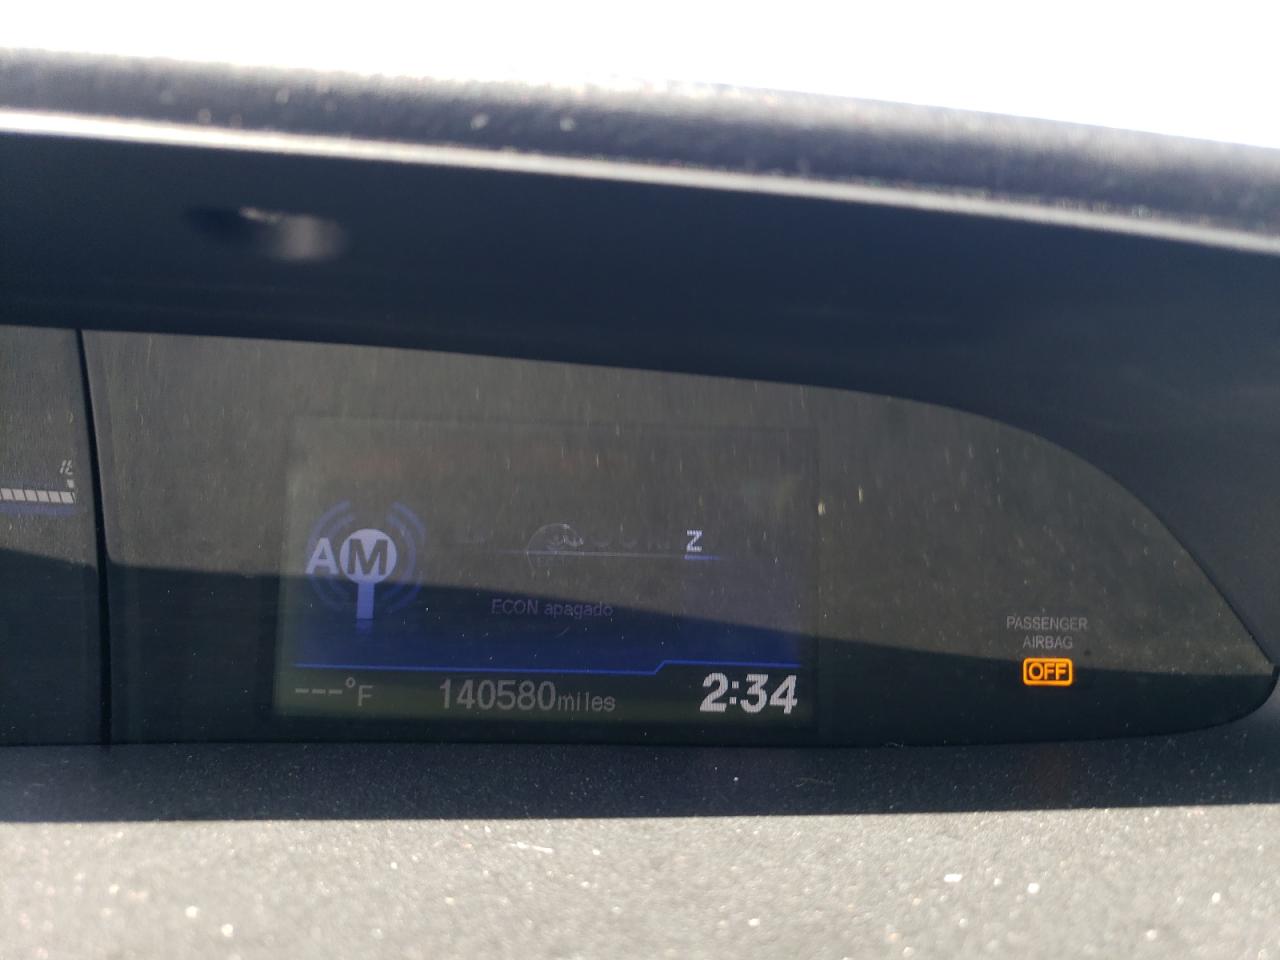 AM
Z
ECON apagado
---°F 140580miles 2:34
PASSENGER
AIRBAG
OFF